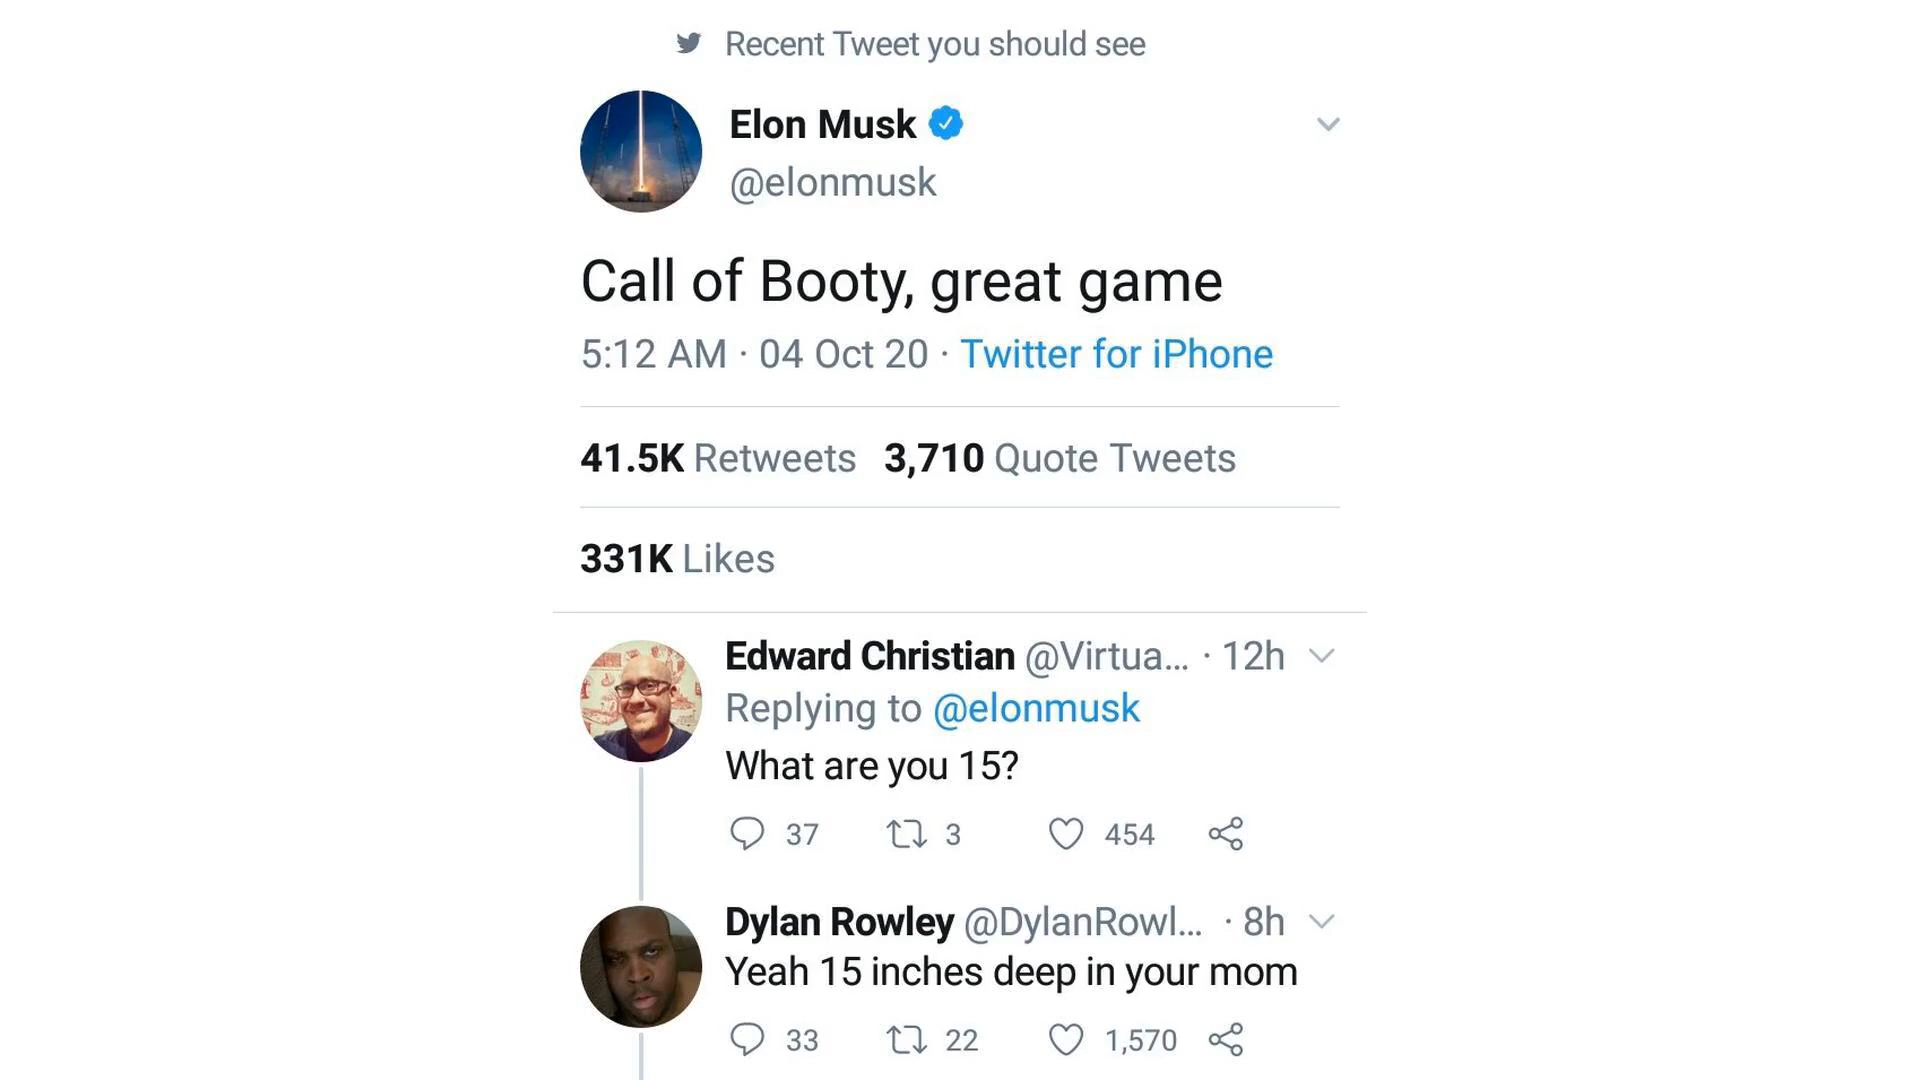 Recent Tweet you should see
Elon Musk
@elonmusk
Call of Booty, great game
5:12 AM · 04 Oct 20 · Twitter for iPhone
41.5K Retweets 3,710 Quote Tweets
331K Likes
Edward Christian @Virtua... · 12h
Replying to @elonmusk
What are you 15?
37 3 454
Dylan Rowley @DylanRowl... · 8h
Yeah 15 inches deep in your mom
33 22 1,570